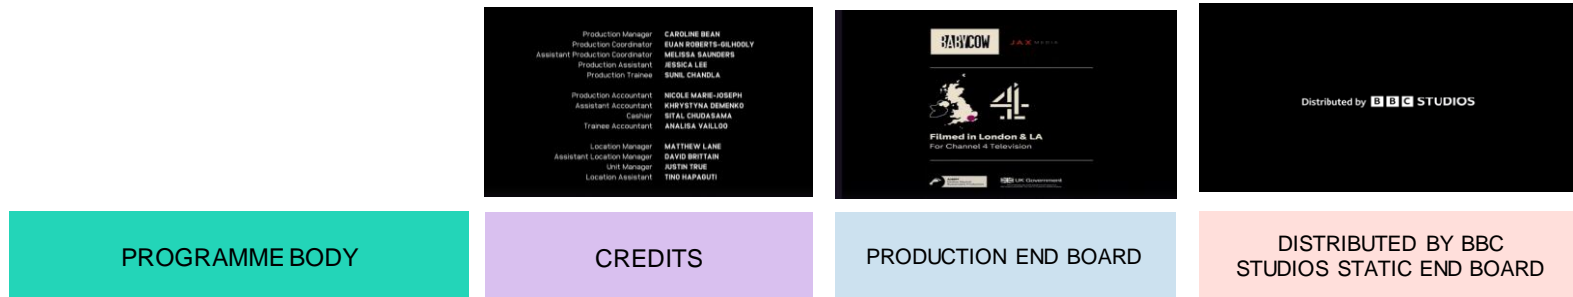 Production Manager CAROLINE BEAN
Production Coordinator EUAN ROBERTS-GILHOOLY
Assistant Production Coordinator MELISSA SAUNDERS
Production Assistant JESSICA LEE
Production Trainee SUNIL CHANDLA
Production Accountant NICOLE MARIE-JOSEPH
Assistant Accountant KHRYSTYNA DEMENKO
Cashier SITAL CHUDASAMA
Trainee Accountant ANALISA VAILLOO
Location Manager MATTHEW LANE
Assistant Location Manager DAVID BRITTAIN
Unit Manager JUSTIN TRUE
Location Assistant TINO HAPAGUTI
BABYCOW JAX MEDIA
4
Filmed in London & LA
For Channel 4 Television
UK Government
Distributed by BBC STUDIOS
PROGRAMME BODY
CREDITS
PRODUCTION END BOARD
DISTRIBUTED BY BBC
STUDIOS STATIC END BOARD